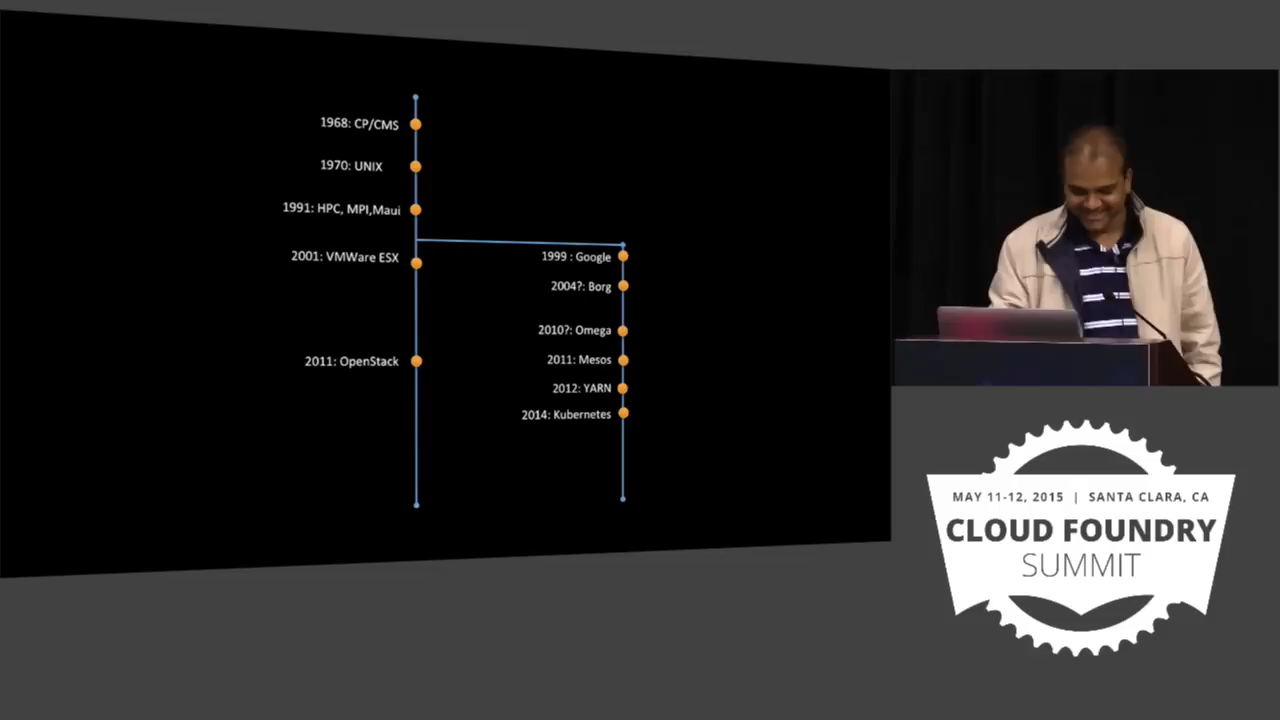 1968: CP/CMS
1970: UNIX
1991: HPC, MPI,Maui
2001: VMWare ESX
2011: OpenStack
1999 : Google
2004?: Borg
2010?: Omega
2011: Mesos
2012: YARN
2014: Kubernetes
MAY 11-12, 2015 | SANTA CLARA, CA
CLOUD FOUNDRY
SUMMIT